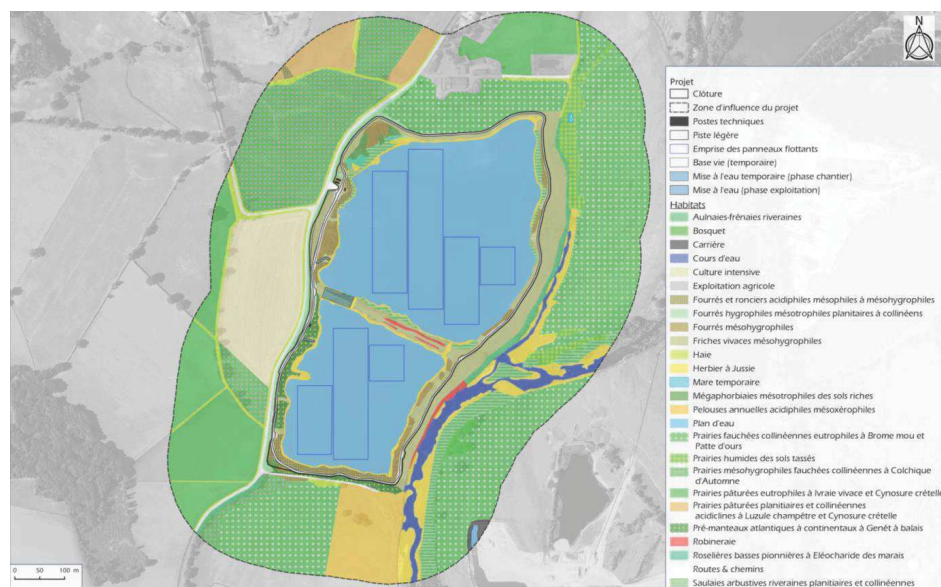 N
Projet
Clôture
Zone d'influence du projet
Postes techniques
Piste légère
Emprise des panneaux flottants
Base vie (temporaire)
Mise à l'eau temporaire (phase chantier)
Mise à l'eau (phase exploitation)
Habitats
Aulnaies-frênaies riveraines
Bosquet
Carrière
Cours d'eau
Culture intensive
Exploitation agricole
Fourrés et ronciers acidiphiles mésophiles à mésohygrophiles
Fourrés hygrophiles mésotrophiles planitaires à collinéens
Fourrés mésohygrophiles
Friches vivaces mésohygrophiles
Haie
Herbier à Jussie
Mare temporaire
Mégaphorbiaies mésotrophiles des sols riches
Pelouses annuelles acidiphiles mésoxérophiles
Plan d'eau
Prairies fauchées collinéennes eutrophiles à Brome mou et
Patte d'ours
Prairies humides des sols tassés
Prairies mésohygrophiles fauchées collinéennes à Colchique
d'Automne
Prairies pâturées eutrophiles à Ivraie vivace et Cynosure crételle
Prairies pâturées planitaires et collinéennes
acidiclines à Luzule champêtre et Cynosure crételle
Pré-manteaux atlantiques à continentaux à Genêt à balais
Robineraie
Roselières basses pionnières à Eléocharide des marais
Routes & chemins
Saulaies arbustives riveraines planitiaires et collinéennes
0 50 100 m